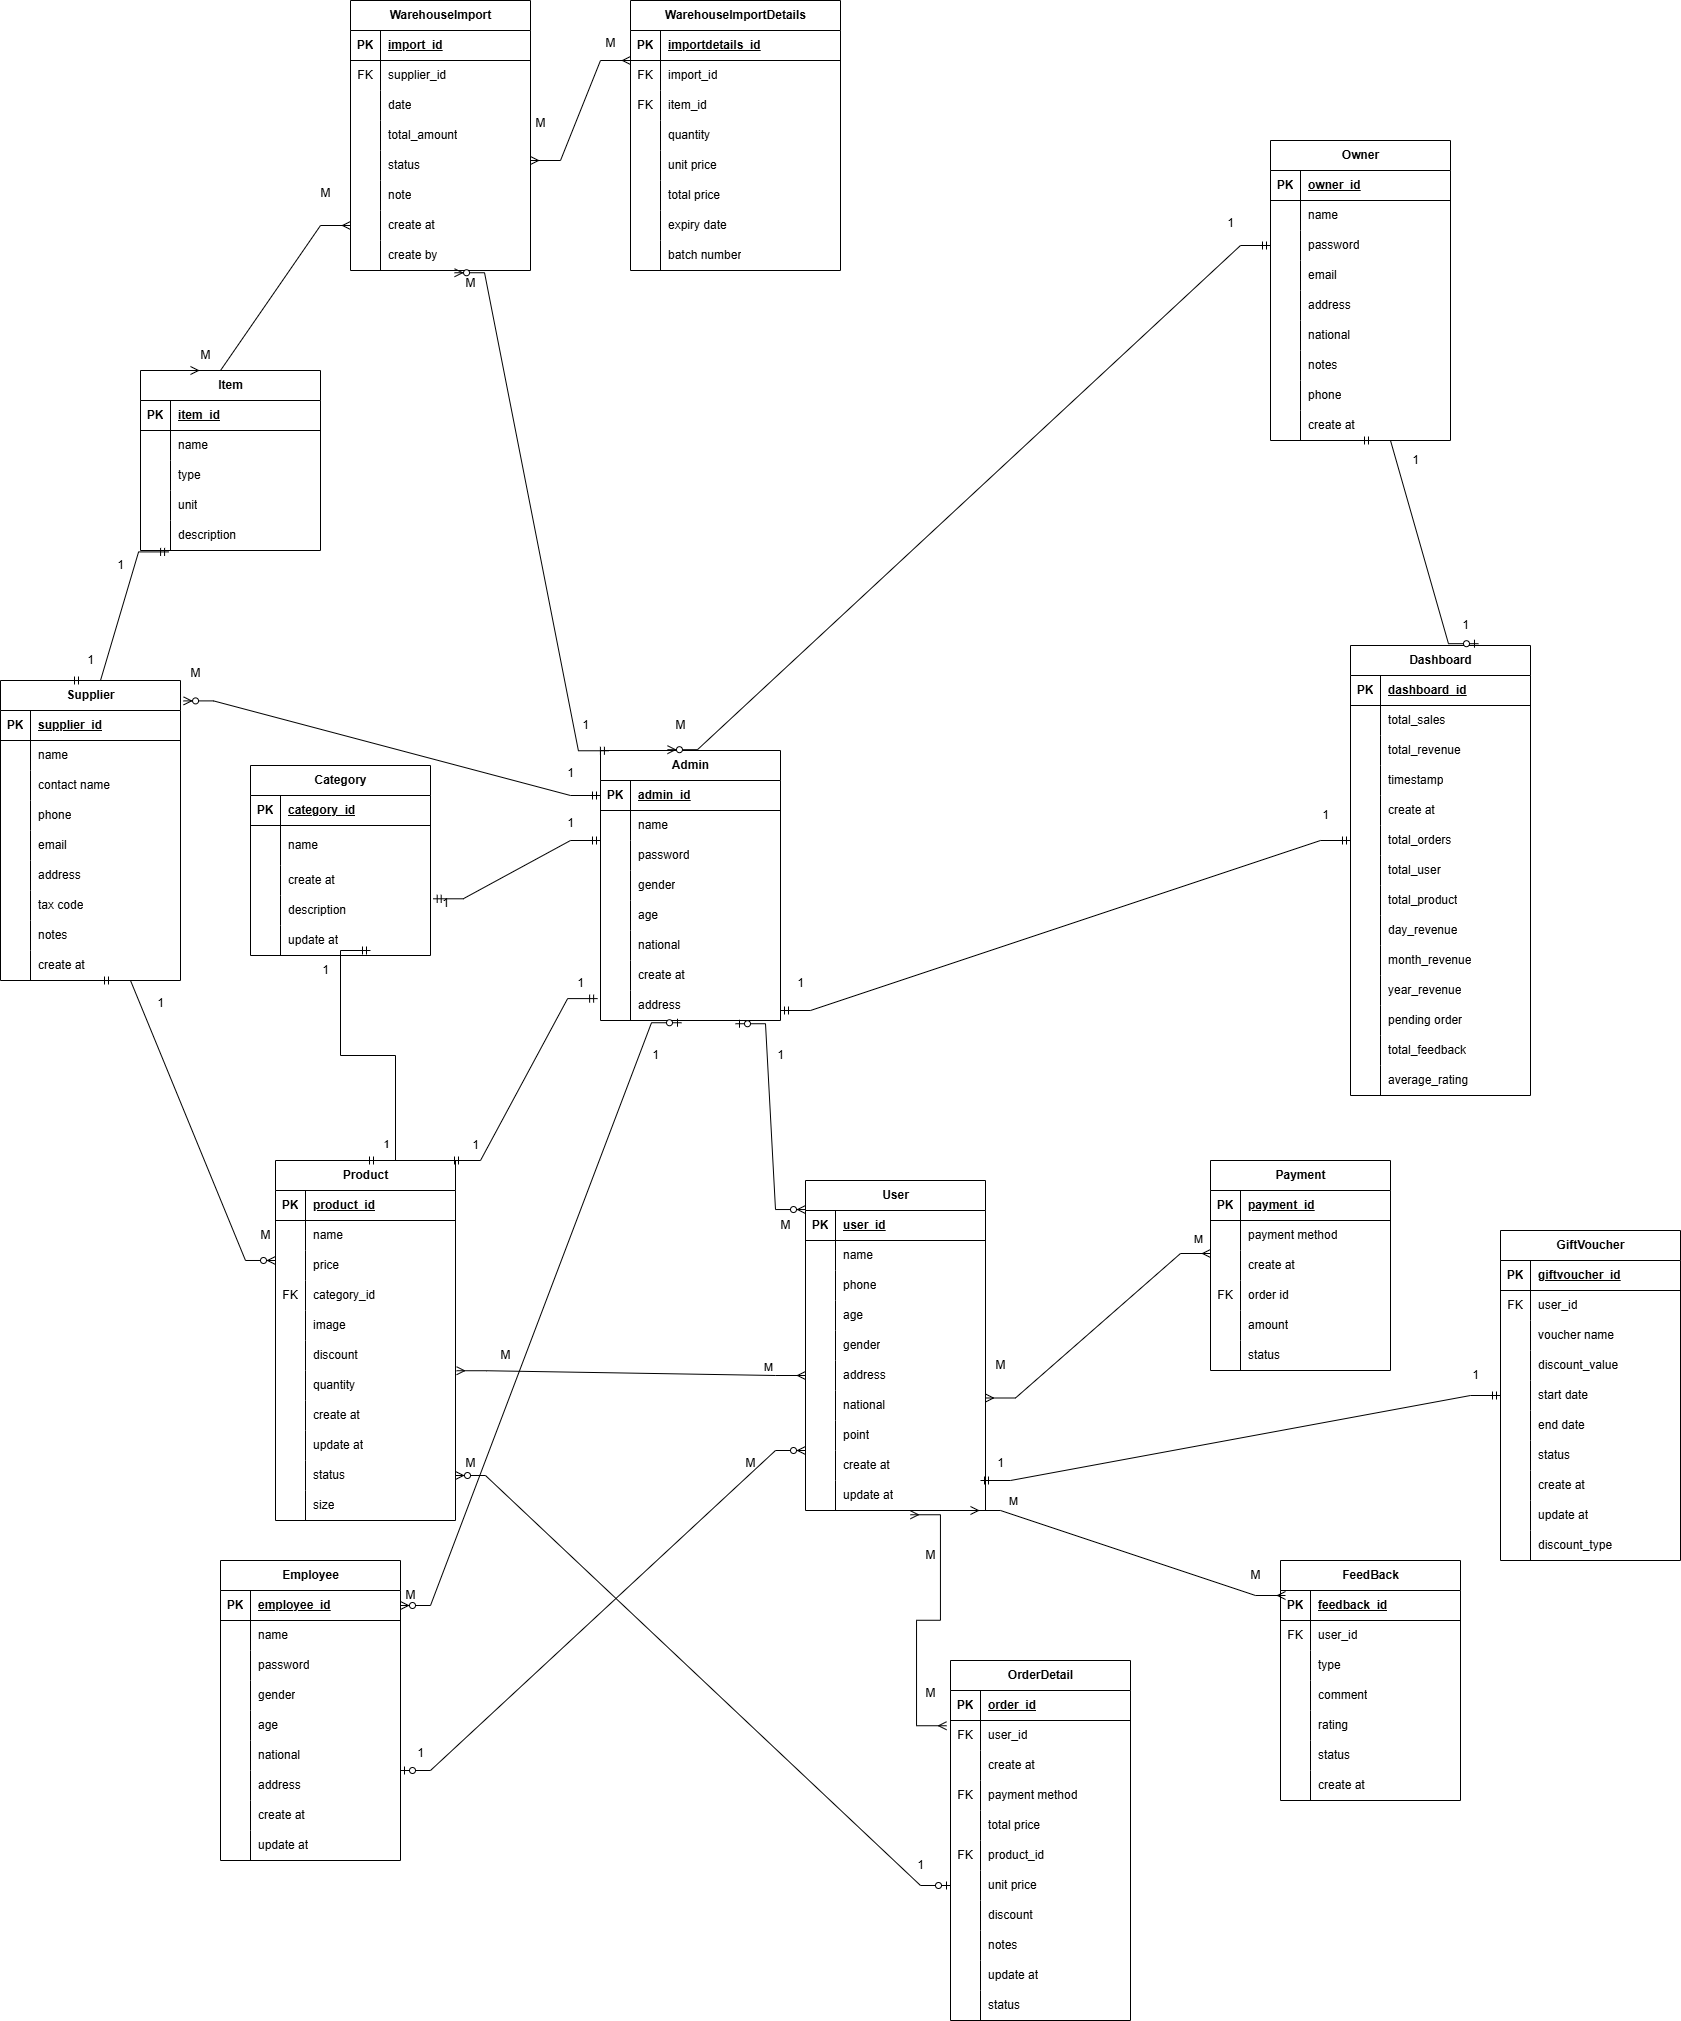 WarehouseImport
PK import_id
FK supplier_id
date
total_amount
status
note
create at
create by
WarehouseImportDetails
PK importdetails_id
FK import_id
FK item_id
quantity
unit price
total price
expiry date
batch number
M
M
M
M
M
Owner
PK owner_id
name
password
email
address
national
notes
phone
create at
1
1
1
Item
PK item_id
name
type
unit
description
1
1
M
Supplier
PK supplier_id
name
contact name
phone
email
address
tax code
notes
create at
1
Category
PK category_id
name
create at
description
update at
1
1
1
M
1
1
Admin
PK admin_id
name
password
gender
age
national
create at
address
1
1
1
1
Dashboard
PK dashboard_id
total_sales
total_revenue
timestamp
create at
total_orders
total_user
total_product
day_revenue
month_revenue
year_revenue
pending order
total_feedback
average_rating
1
1
1
M
Product
PK product_id
name
price
FK category_id
image
discount
quantity
create at
update at
status
size
M
M
M
M
M
User
PK user_id
name
phone
age
gender
address
national
point
create at
update at
M
1
M
M
Payment
PK payment_id
payment method
create at
FK order id
amount
status
M
1
GiftVoucher
PK giftvoucher_id
FK user_id
voucher name
discount_value
start date
end date
status
create at
update at
discount_type
Employee
PK employee_id
name
password
gender
age
national
address
create at
update at
M
1
M
M
1
OrderDetail
PK order_id
FK user_id
create at
FK payment method
total price
FK product_id
unit price
discount
notes
update at
status
M
FeedBack
PK feedback_id
FK user_id
type
comment
rating
status
create at